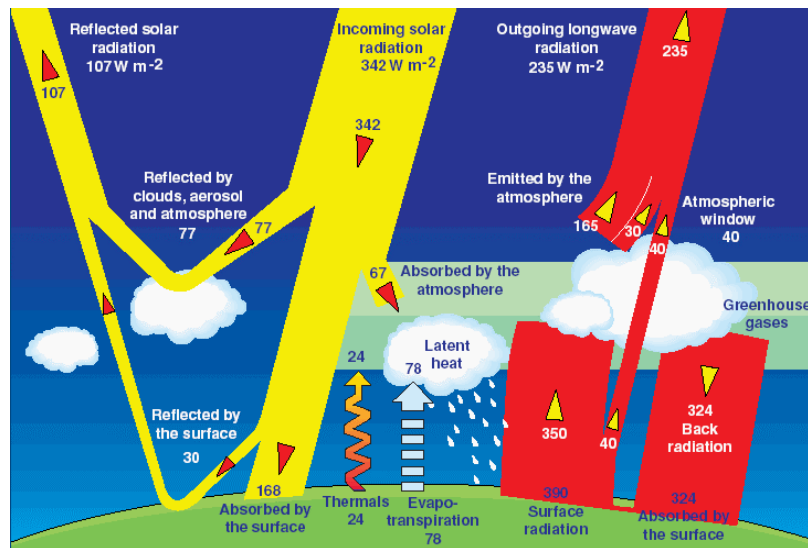 Reflected solar
radiation
107 W m-2
Incoming solar
radiation
342 W m-2
Outgoing longwave
radiation
235 W m-2
235
107
342
Reflected by
clouds, aerosol
and atmosphere
77
77
Emitted by the
atmosphere
165
30
40
Atmospheric
window
40
67
Absorbed by the
atmosphere
Greenhouse
gases
Latent
heat
24
78
324
Back
radiation
350
40
Reflected by
the surface
30
168
Absorbed by
the surface
Thermals
24
Evapo-
transpiration
78
390
Surface
radiation
324
Absorbed by
the surface